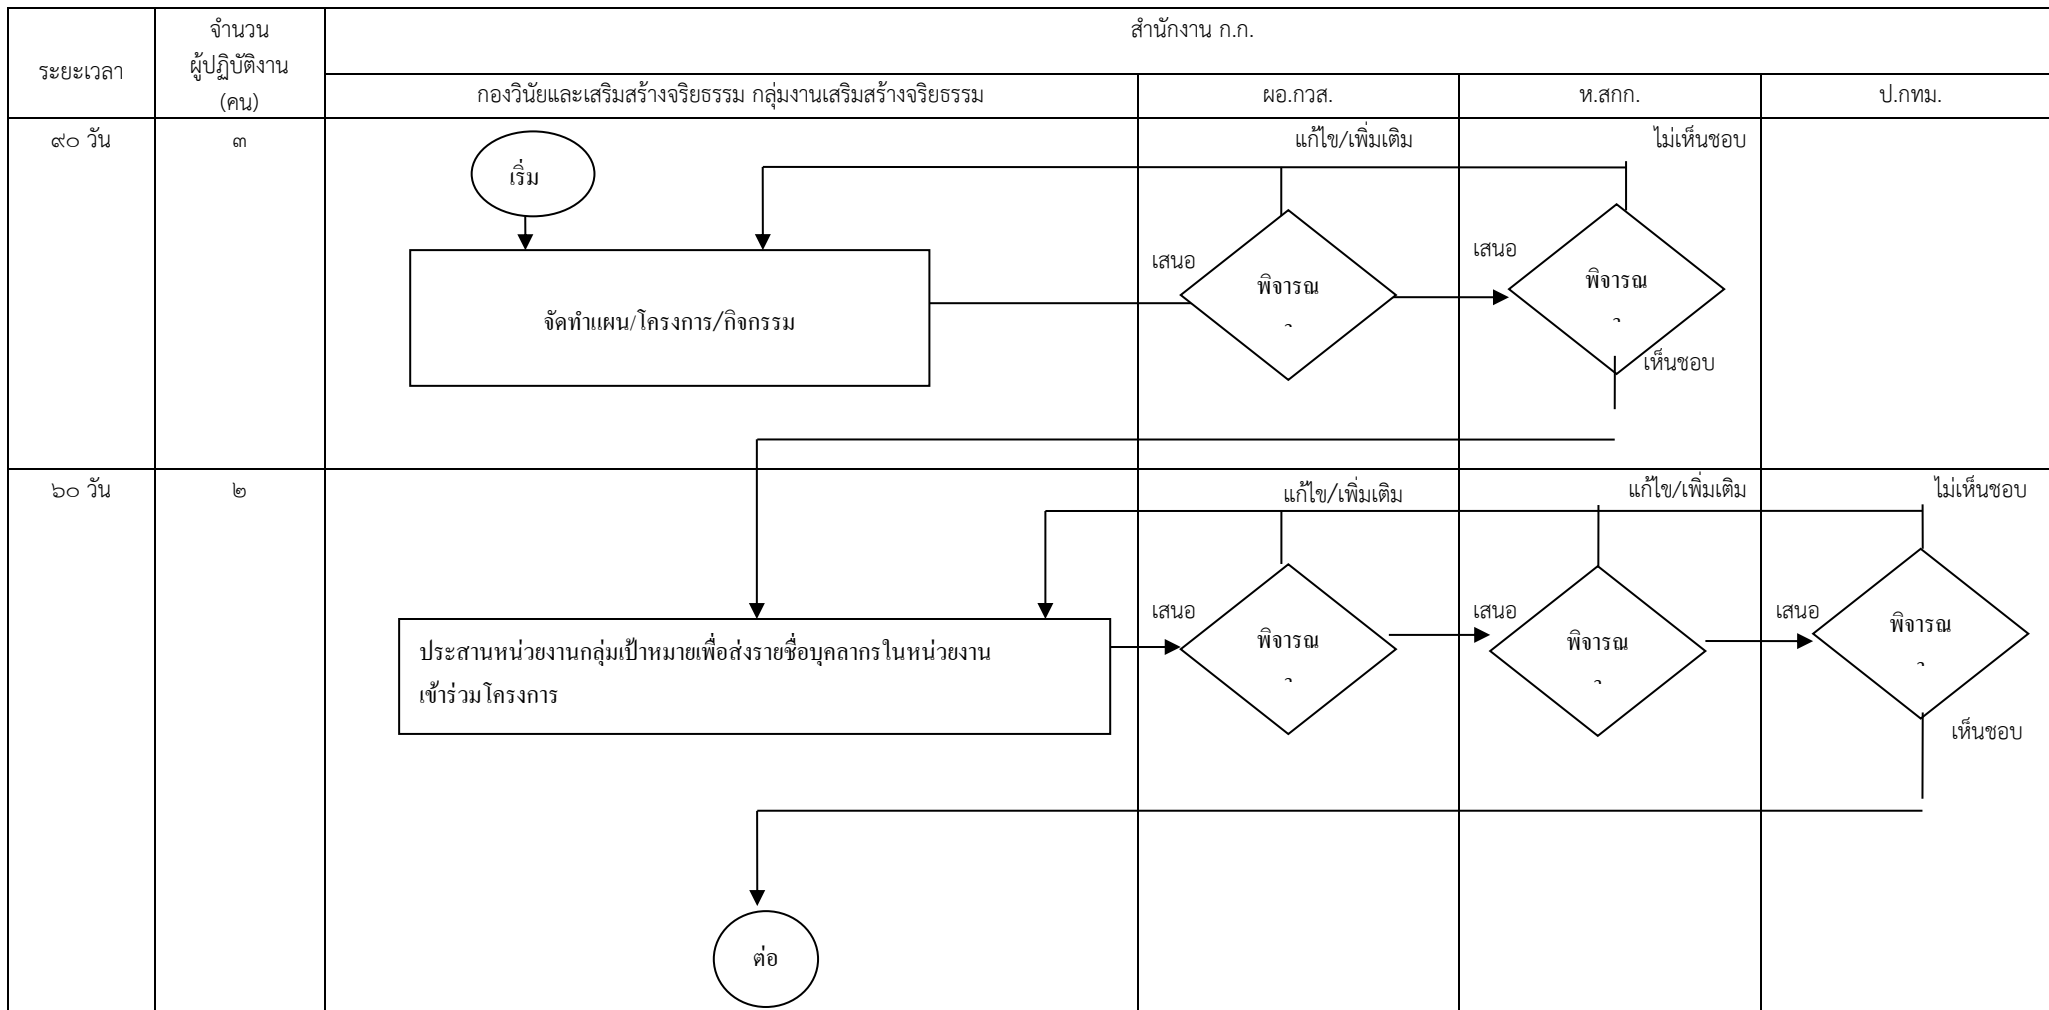 ระยะเวลา
จำนวน
ผู้ปฏิบัติงาน
(คน)
สำนักงาน ก.ก.
กองวินัยและเสริมสร้างจริยธรรม กลุ่มงานเสริมสร้างจริยธรรม
ผอ.กวส.
ห.สกก.
ป.กทม.
๙๐ วัน
๓
เริ่ม
แก้ไข/เพิ่มเติม
ไม่เห็นชอบ
เสนอ
เสนอ
พิจารณ
พิจารณ
จัดทำแผน/โครงการ/กิจกรรม
เห็นชอบ
๖๐ วัน
๒
แก้ไข/เพิ่มเติม
แก้ไข/เพิ่มเติม
ไม่เห็นชอบ
เสนอ
เสนอ
เสนอ
พิจารณ
พิจารณ
พิจารณ
ประสานหน่วยงานกลุ่มเป้าหมายเพื่อส่งรายชื่อบุคลากรในหน่วยงาน
เข้าร่วมโครงการ
เห็นชอบ
ต่อ